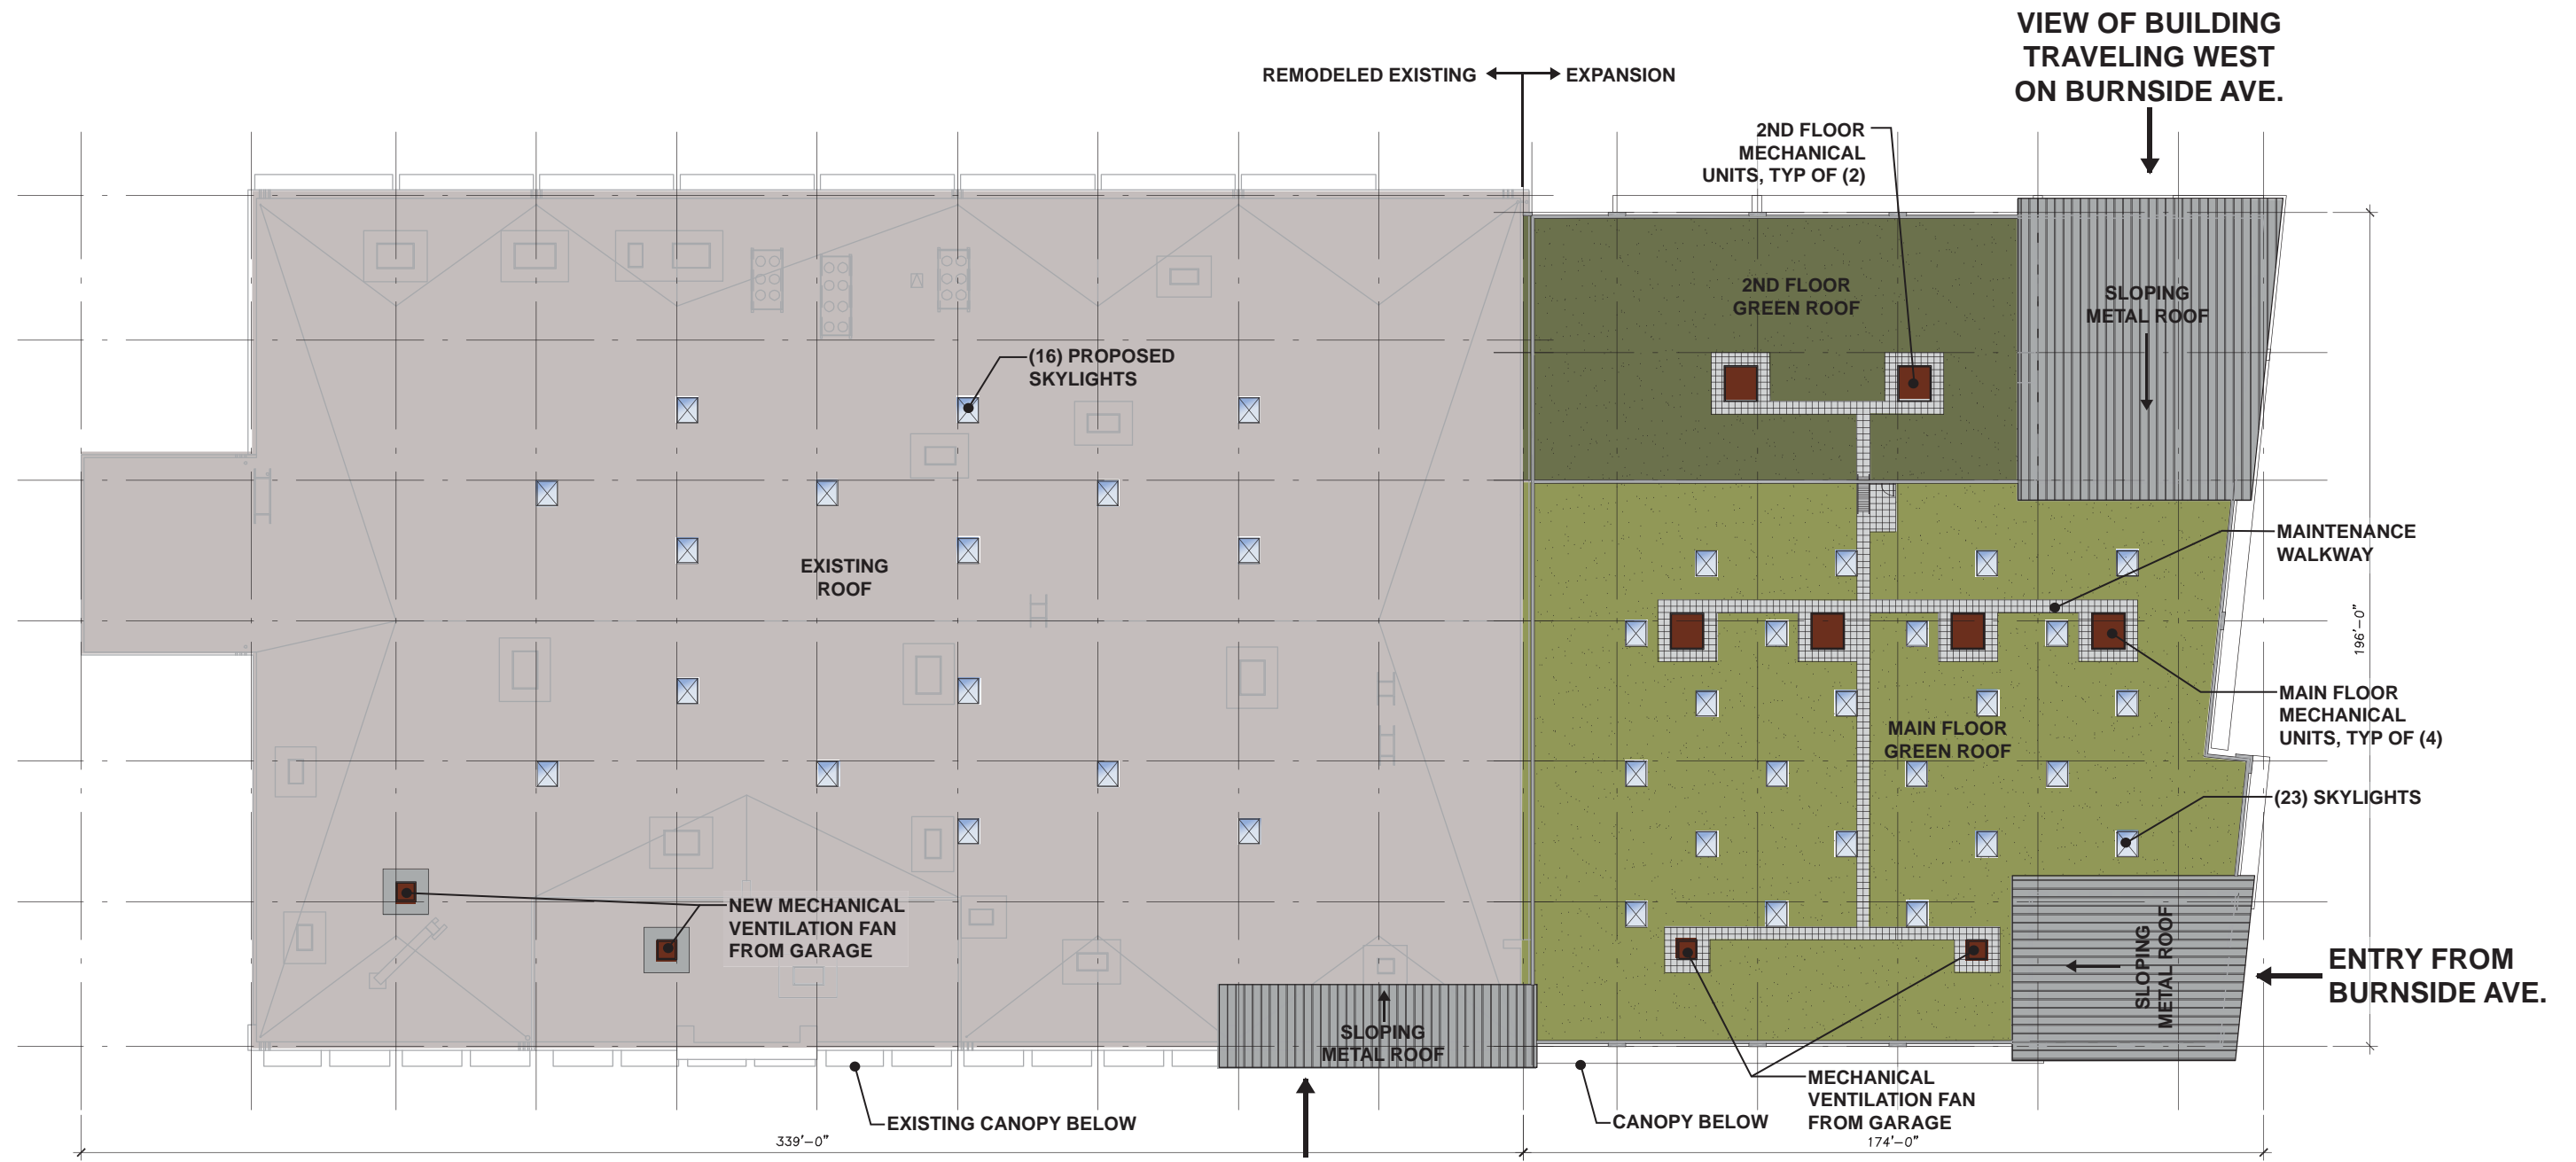 VIEW OF BUILDING
TRAVELING WEST
ON BURNSIDE AVE.
REMODELED EXISTING
EXPANSION
2ND FLOOR
MECHANICAL
UNITS, TYP OF (2)
2ND FLOOR
GREEN ROOF
SLOPING
METAL ROOF
(16) PROPOSED
SKYLIGHTS
MAINTENANCE
WALKWAY
EXISTING
ROOF
196'-0"
MAIN FLOOR
MECHANICAL
UNITS, TYP OF (4)
MAIN FLOOR
GREEN ROOF
(23) SKYLIGHTS
NEW MECHANICAL
VENTILATION FAN
FROM GARAGE
SLOPING
METAL ROOF
ENTRY FROM
BURNSIDE AVE.
SLOPING
METAL ROOF
MECHANICAL
VENTILATION FAN
FROM GARAGE
EXISTING CANOPY BELOW
CANOPY BELOW
339'-0"
174'-0"